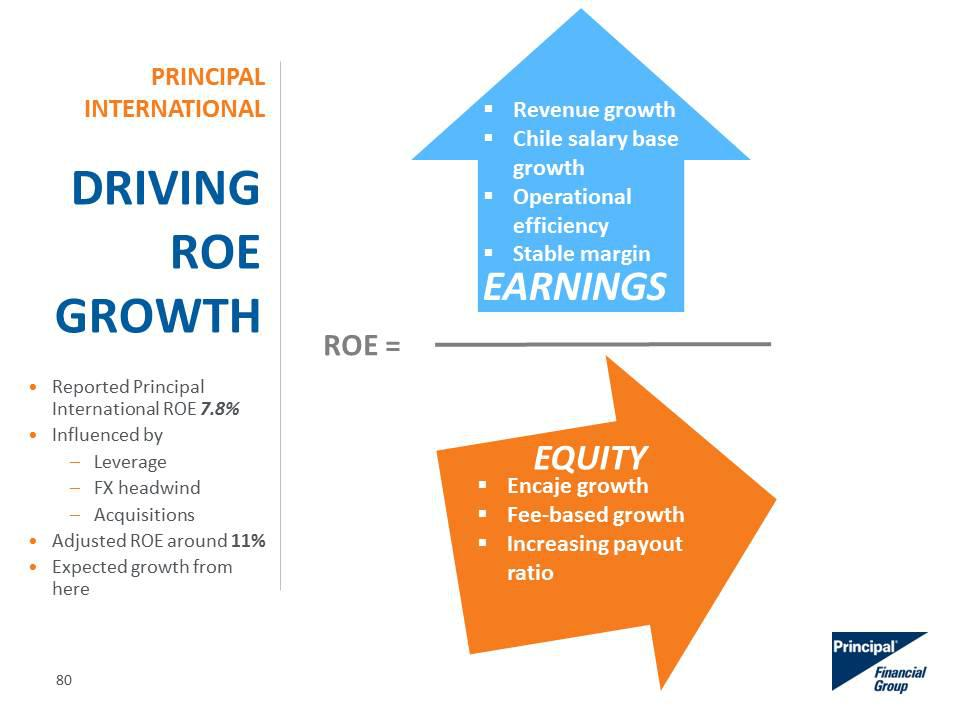 PRINCIPAL
INTERNATIONAL
DRIVING
ROE
GROWTH
• Reported Principal
International ROE 7.8%
• Influenced by
– Leverage
– FX headwind
– Acquisitions
• Adjusted ROE around 11%
• Expected growth from
here
▪ Revenue growth
▪ Chile salary base
growth
▪ Operational
efficiency
▪ Stable margin
EARNINGS
ROE =
EQUITY
▪ Encaje growth
▪ Fee-based growth
▪ Increasing payout
ratio
80
Principal®
Financial
Group